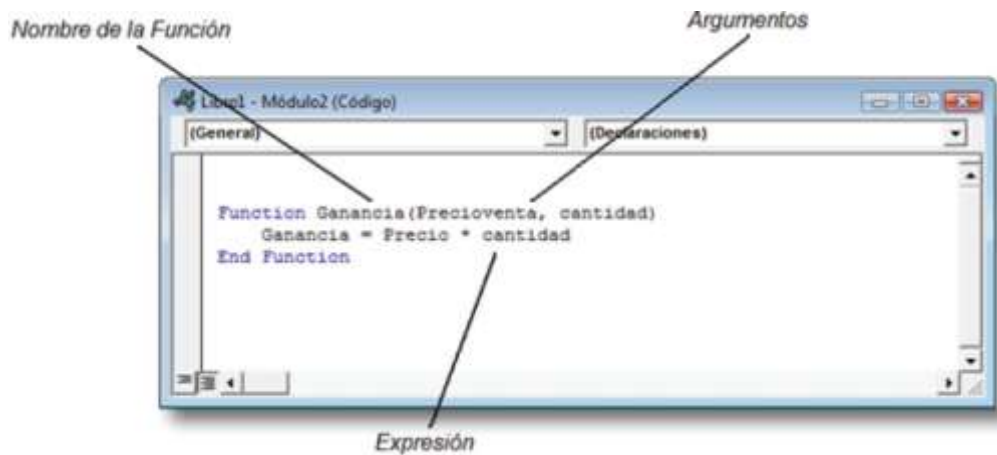 Nombre de la Función
Argumentos
Libro1 - Módulo2 (Código)
(General)
(Declaraciones)
Function Ganancia(Precioventa, cantidad)
Ganancia = Precio * cantidad
End Function
Expresión